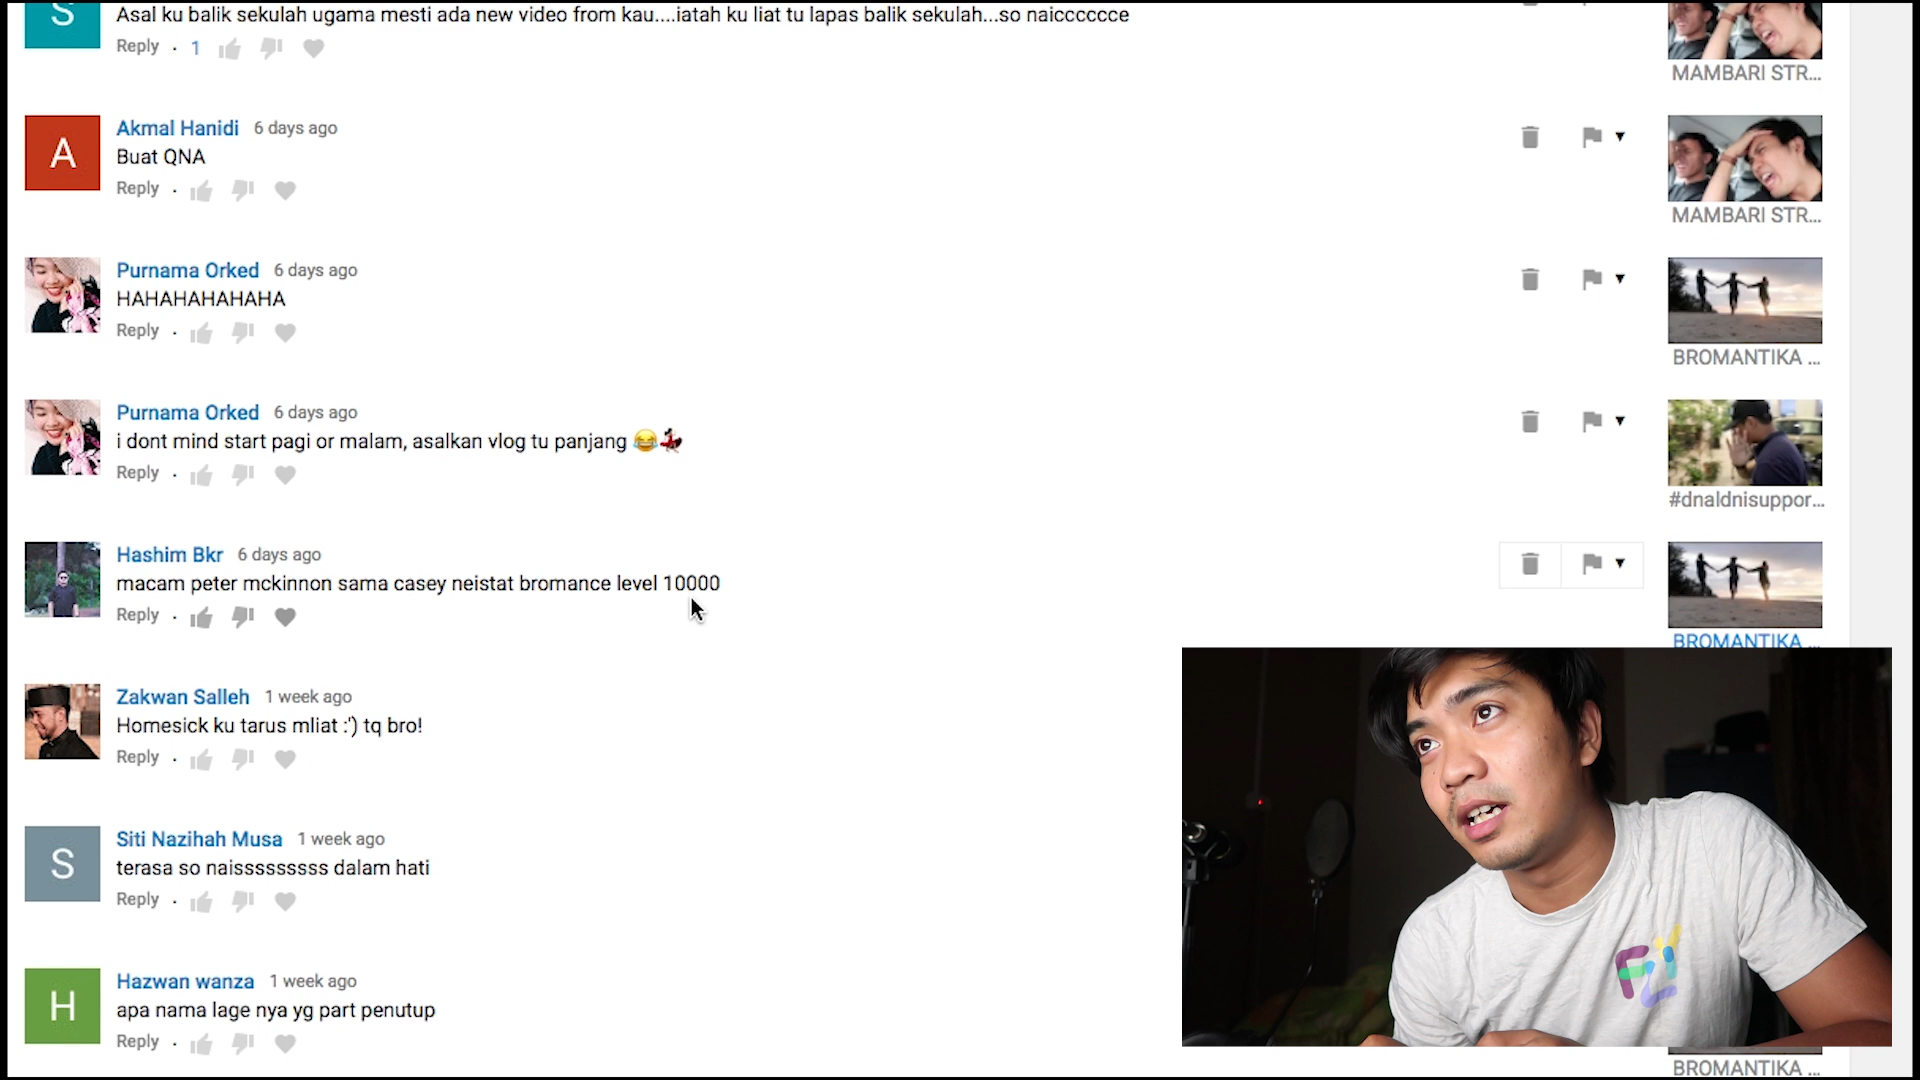 Asal ku balik sekulah ugama mesti ada new video from kau....iatah ku liat tu lapas balik sekulah...so naicccccce
S
Reply · 1
MAMBARI STR...
A
Akmal Hanidi 6 days ago
Buat QNA
Reply ·
MAMBARI STR...
Purnama Orked 6 days ago
HAHAHAHAHAHA
Reply ·
BROMANTIKA ...
Purnama Orked 6 days ago
i dont mind start pagi or malam, asalkan vlog tu panjang 😂💃
Reply ·
#dnaldnisuppor...
Hashim Bkr 6 days ago
macam peter mckinnon sama casey neistat bromance level 10000
Reply ·
BROMANTIKA ...
Zakwan Salleh 1 week ago
Homesick ku tarus mliat :') tq bro!
Reply ·
S
Siti Nazihah Musa 1 week ago
terasa so naisssssssss dalam hati
Reply ·
H
Hazwan wanza 1 week ago
apa nama lage nya yg part penutup
Reply ·
BROMANTIKA ...